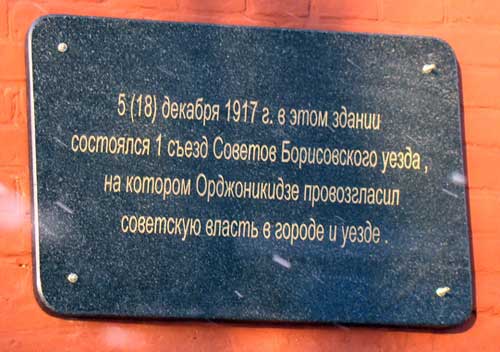 5 (18) декабря 1917 г. в этом здании
состоялся 1 съезд Советов Борисовского уезда ,
на котором Орджоникидзе провозгласил
советскую власть в городе и уезде .